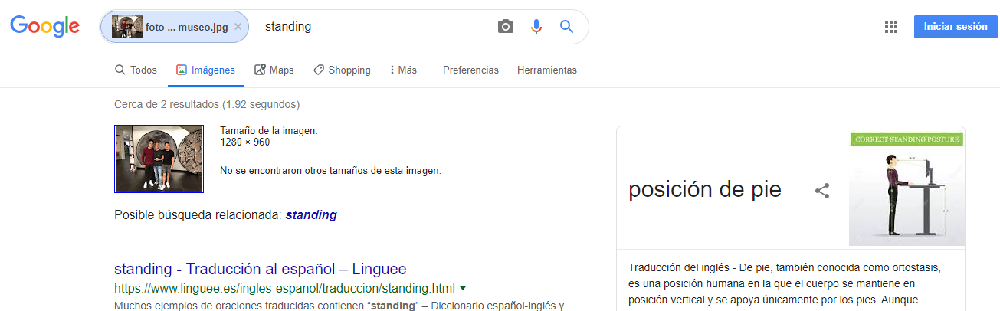 Google
foto ... museo.jpg ×
standing
Iniciar sesión
Todos
Imágenes
Maps
Shopping
Más
Preferencias
Herramientas
Cerca de 2 resultados (1.92 segundos)
Tamaño de la imagen:
1280 × 960
No se encontraron otros tamaños de esta imagen.
Posible búsqueda relacionada: standing
standing - Traducción al español – Linguee
https://www.linguee.es/ingles-espanol/traduccion/standing.html
Muchos ejemplos de oraciones traducidas contienen “standing” – Diccionario español-inglés y
posición de pie
CORRECT STANDING POSTURE
Traducción del inglés - De pie, también conocida como ortostasis,
es una posición humana en la que el cuerpo se mantiene en
posición vertical y se apoya únicamente por los pies. Aunque